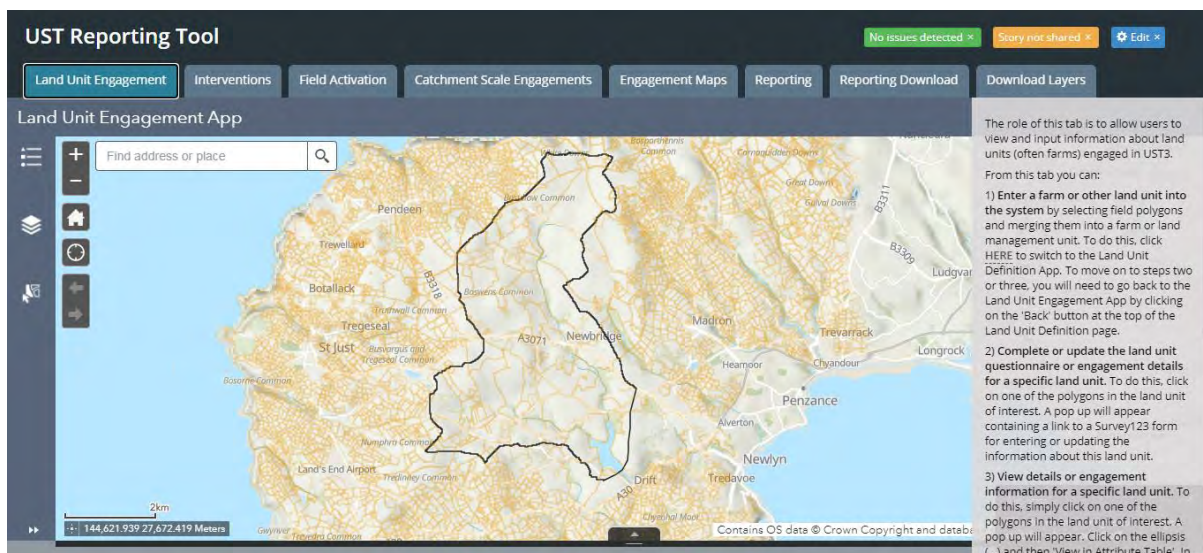 UST Reporting Tool
No issues detected ×
Story not shared ×
Edit ×
Land Unit Engagement
Interventions
Field Activation
Catchment Scale Engagements
Engagement Maps
Reporting
Reporting Download
Download Layers
Land Unit Engagement App
Find address or place
+
−
Common
Great Down
B3311
Common
Pendeen
B3309
Trewellard
B3318
Ludgva
Botallack
Boswens Common
Truthwall Common
Madron
Tregeseal
Trevarrack
A3071
Newbridge
St Just
Busvargus and
Tregeseal Common
Longrock
Heamoor
Chyandour
Penzance
Alverton
Numphra Common
Newlyn
Land's End Airport
Drift
Tredavoe
Tredinney Common
A30
Chyenhal Moor
2km
144,621.939 27,672.419 Meters
Contains OS data © Crown Copyright and databa
The role of this tab is to allow users to
view and input information about land
units (often farms) engaged in UST3.
From this tab you can:
1) Enter a farm or other land unit into
the system by selecting field polygons
and merging them into a farm or land
management unit. To do this, click
HERE to switch to the Land Unit
Definition App. To move on to steps two
or three, you will need to go back to the
Land Unit Engagement App by clicking
on the 'Back' button at the top of the
Land Unit Definition page.
2) Complete or update the land unit
questionnaire or engagement details
for a specific land unit. To do this, click
on one of the polygons in the land unit
of interest. A pop up will appear
containing a link to a Survey123 form
for entering or updating the
information about this land unit.
3) View details or engagement
information for a specific land unit. To
do this, simply click on one of the
polygons in the land unit of interest. A
pop up will appear. Click on the ellipsis
(...) and then 'View in Attribute Table'. In